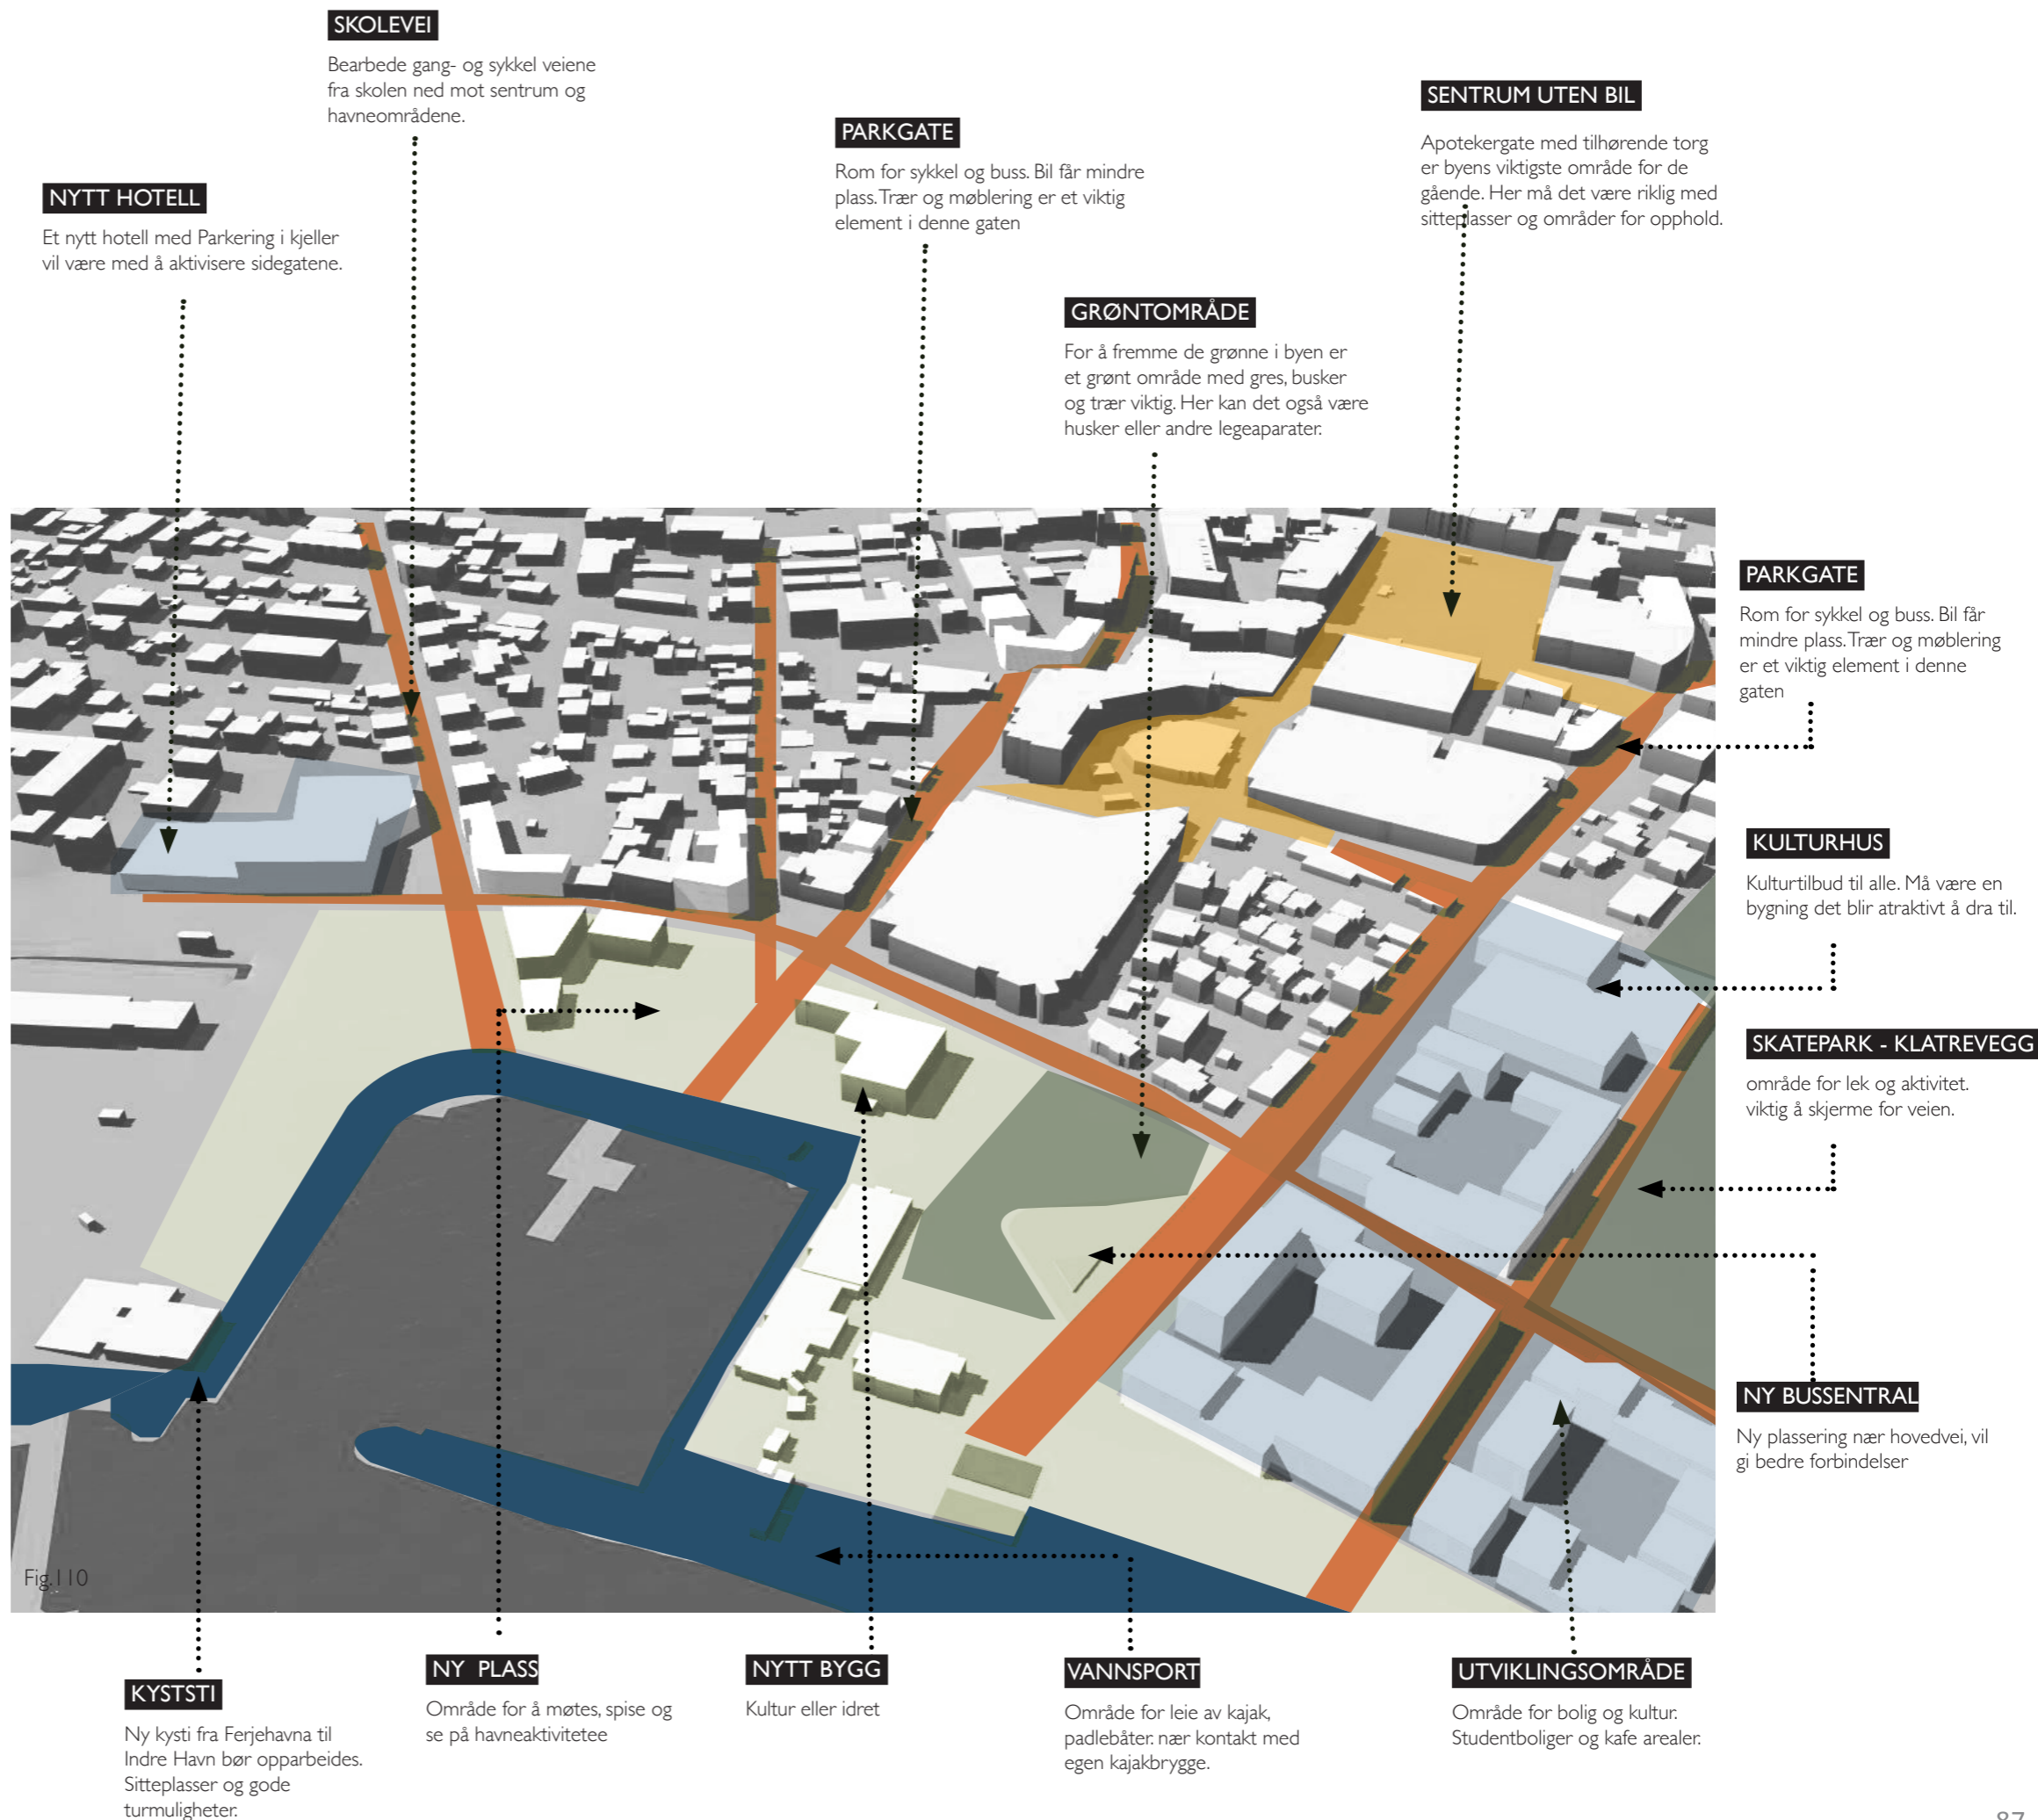 SKOLEVEI
Bearbede gang- og sykkel veiene
fra skolen ned mot sentrum og
havneområdene.
SENTRUM UTEN BIL
Apotekergate med tilhørende torg
er byens viktigste område for de
gående. Her må det være riklig med
sitteplasser og områder for opphold.
PARKGATE
Rom for sykkel og buss. Bil får mindre
plass. Trær og møblering er et viktig
element i denne gaten
NYTT HOTELL
Et nytt hotell med Parkering i kjeller
vil være med å aktivisere sidegatene.
GRØNTOMRÅDE
For å fremme de grønne i byen er
et grønt område med gres, busker
og trær viktig. Her kan det også være
husker eller andre legeaparater.
PARKGATE
Rom for sykkel og buss. Bil får
mindre plass. Trær og møblering
er et viktig element i denne
gaten
KULTURHUS
Kulturtilbud til alle. Må være en
bygning det blir atraktivt å dra til.
SKATEPARK - KLATREVEGG
område for lek og aktivitet.
viktig å skjerme for veien.
NY BUSSENTRAL
Ny plassering nær hovedvei, vil
gi bedre forbindelser
Fig.110
KYSTSTI
Ny kysti fra Ferjehavna til
Indre Havn bør opparbeides.
Sitteplasser og gode
turmuligheter.
NY PLASS
Område for å møtes, spise og
se på havneaktivitetee
NYTT BYGG
Kultur eller idret
VANNSPORT
Område for leie av kajak,
padlebåter. nær kontakt med
egen kajakbrygge.
UTVIKLINGSOMRÅDE
Område for bolig og kultur.
Studentboliger og kafe arealer.
87